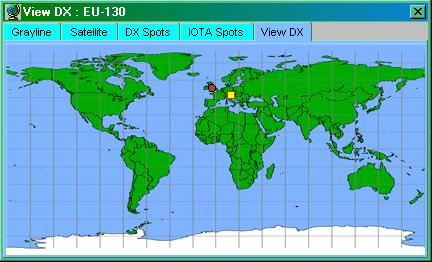 View DX : EU-130
Grayline Satellite DX Spots IOTA Spots View DX